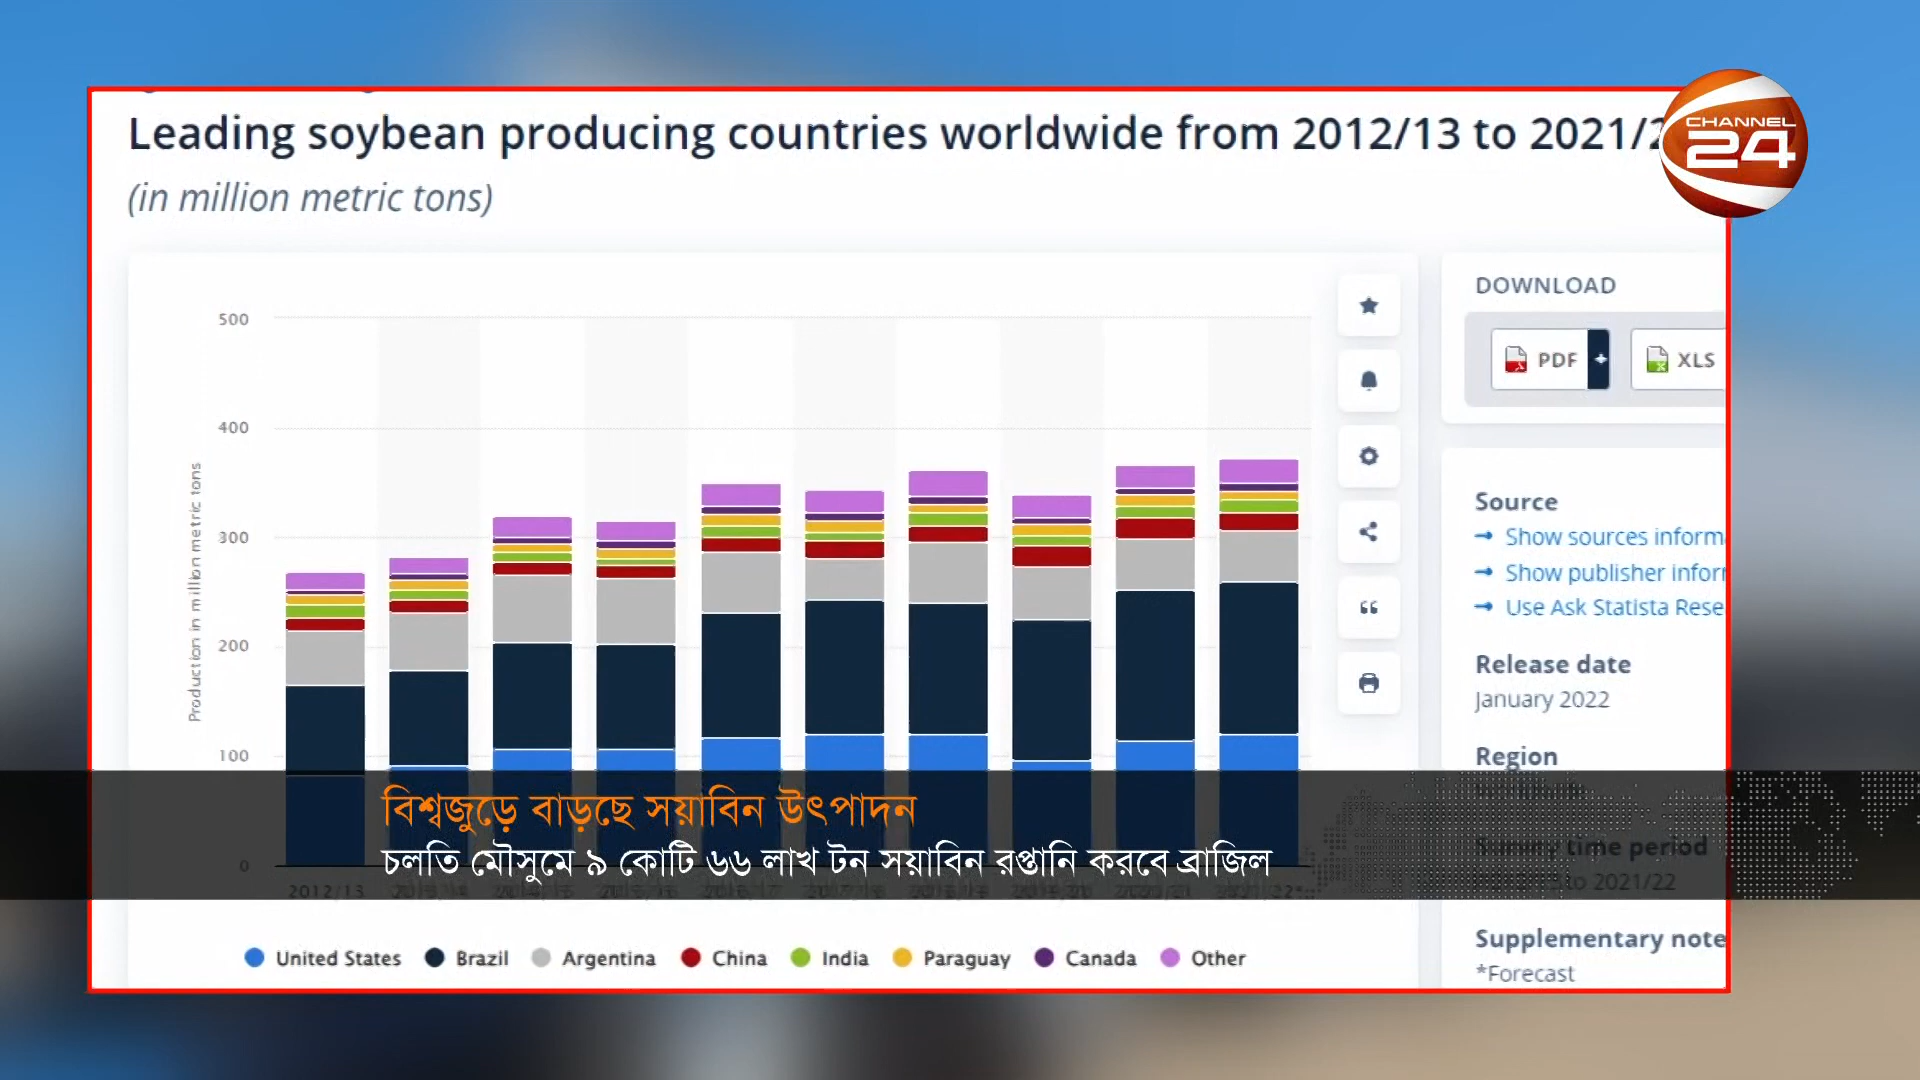 Leading soybean producing countries worldwide from 2012/13 to 2021/2
(in million metric tons)
CHANNEL
24
DOWNLOAD
PDF +
XLS
500
400
300
200
100
0
Production in million metric tons
Source
Show sources inform
Show publisher infor
Use Ask Statista Rese
Release date
January 2022
Region
Survey time period
to 2021/22
বিশ্বজুড়ে বাড়ছে সয়াবিন উৎপাদন
চলতি মৌসুমে ৯ কোটি ৬৬ লাখ টন সয়াবিন রপ্তানি করবে ব্রাজিল
2012/13
United States Brazil Argentina China India Paraguay Canada Other
Supplementary note
*Forecast